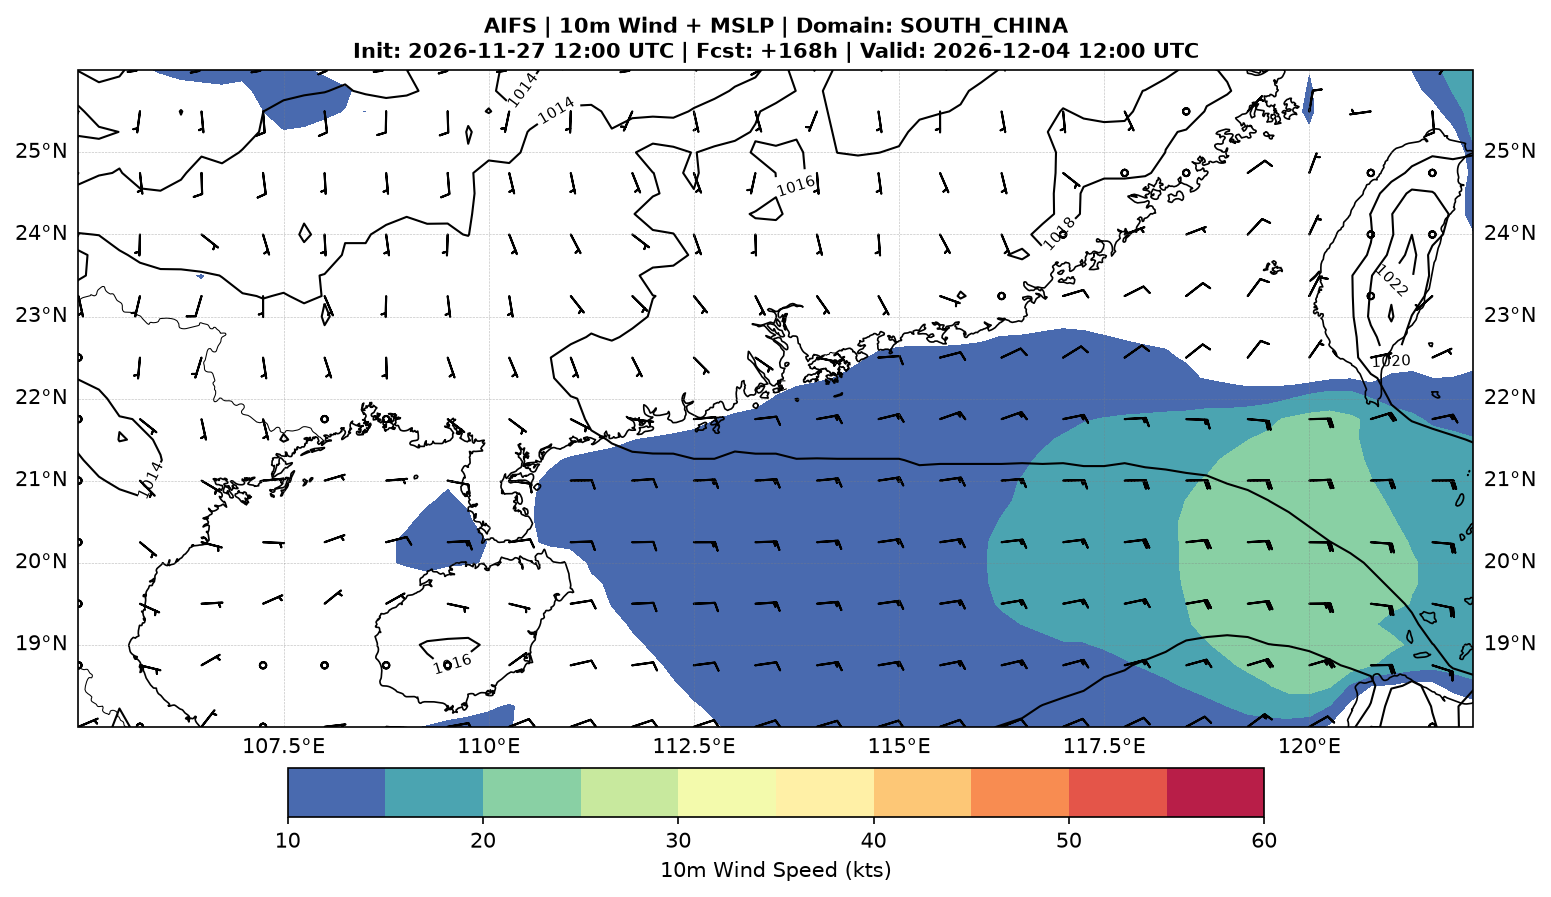 AIFS | 10m Wind + MSLP | Domain: SOUTH_CHINA
Init: 2026-11-27 12:00 UTC | Fcst: +168h | Valid: 2026-12-04 12:00 UTC
1014
1014
25°N
25°N
1016
24°N
1018
24°N
1022
23°N
23°N
1020
22°N
22°N
1014
21°N
21°N
20°N
20°N
19°N
1016
19°N
107.5°E
110°E
112.5°E
115°E
117.5°E
120°E
10
20
30
40
50
60
10m Wind Speed (kts)